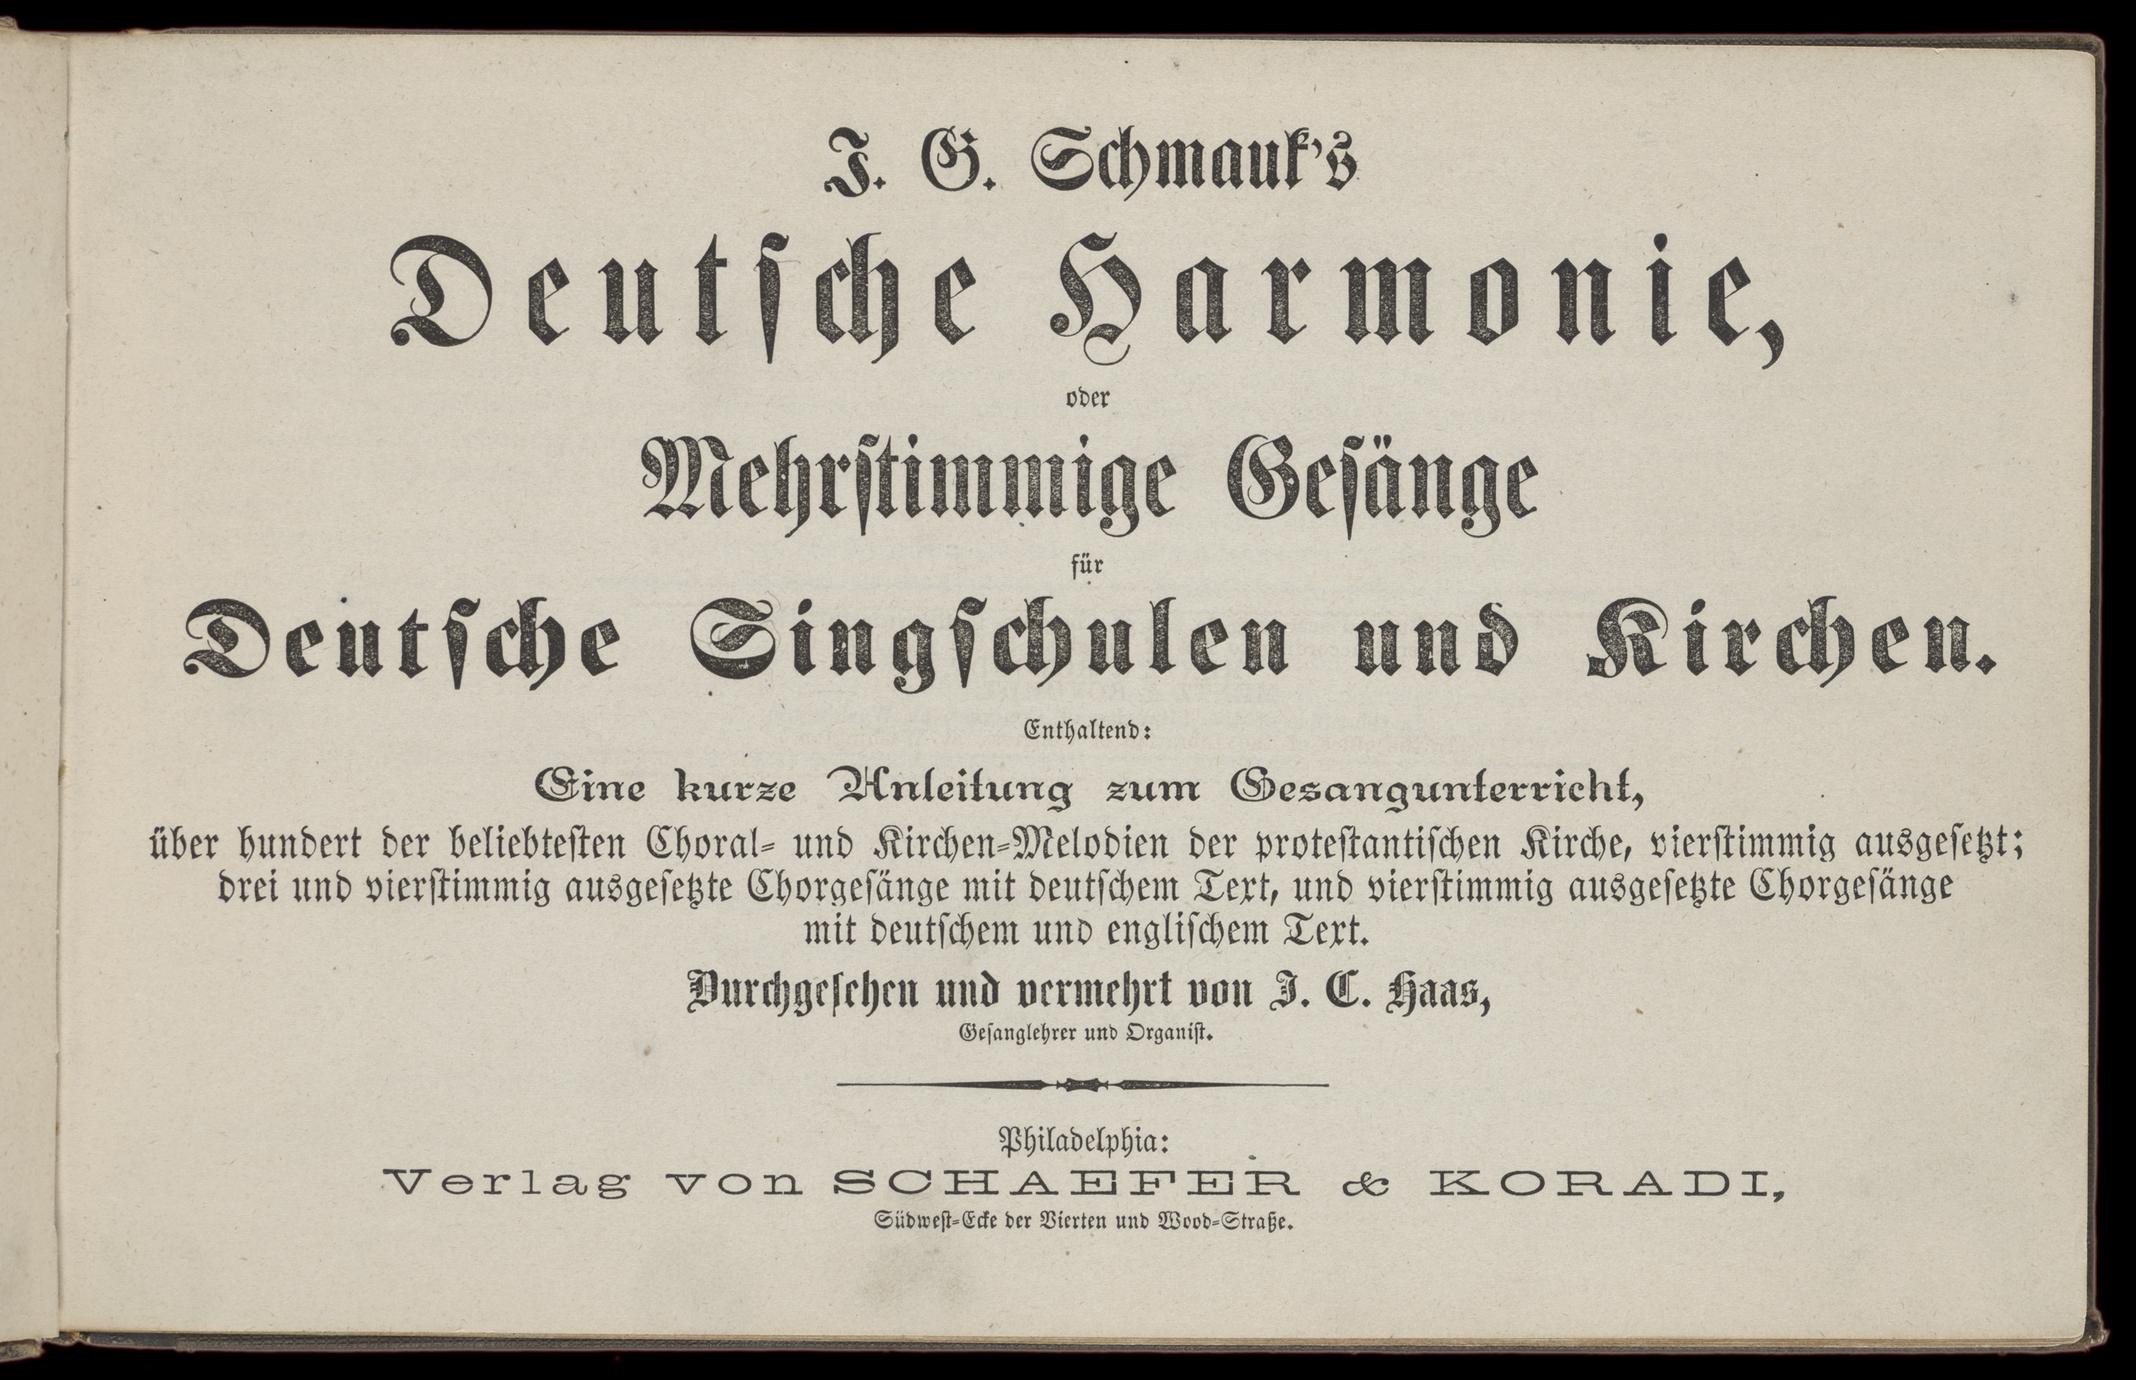 J. G. Schmauk's
Deutsche Harmonie,
oder
Mehrstimmige Gesänge
für
Deutsche Singschulen und Kirchen.
Enthaltend:
Eine kurze Anleitung zum Gesangunterricht,
über hundert der beliebtesten Choral- und Kirchen-Melodien der protestantischen Kirche, vierstimmig ausgesetzt;
drei und vierstimmig ausgesetzte Chorgesänge mit deutschem Text, und vierstimmig ausgesetzte Chorgesänge
mit deutschem und englischem Text.
Durchgesehen und vermehrt von J. C. Haas,
Gesanglehrer und Organist.
Philadelphia:
Verlag von SCHAEFER & KORADI,
Südwest-Ecke der Vierten und Wood-Straße.